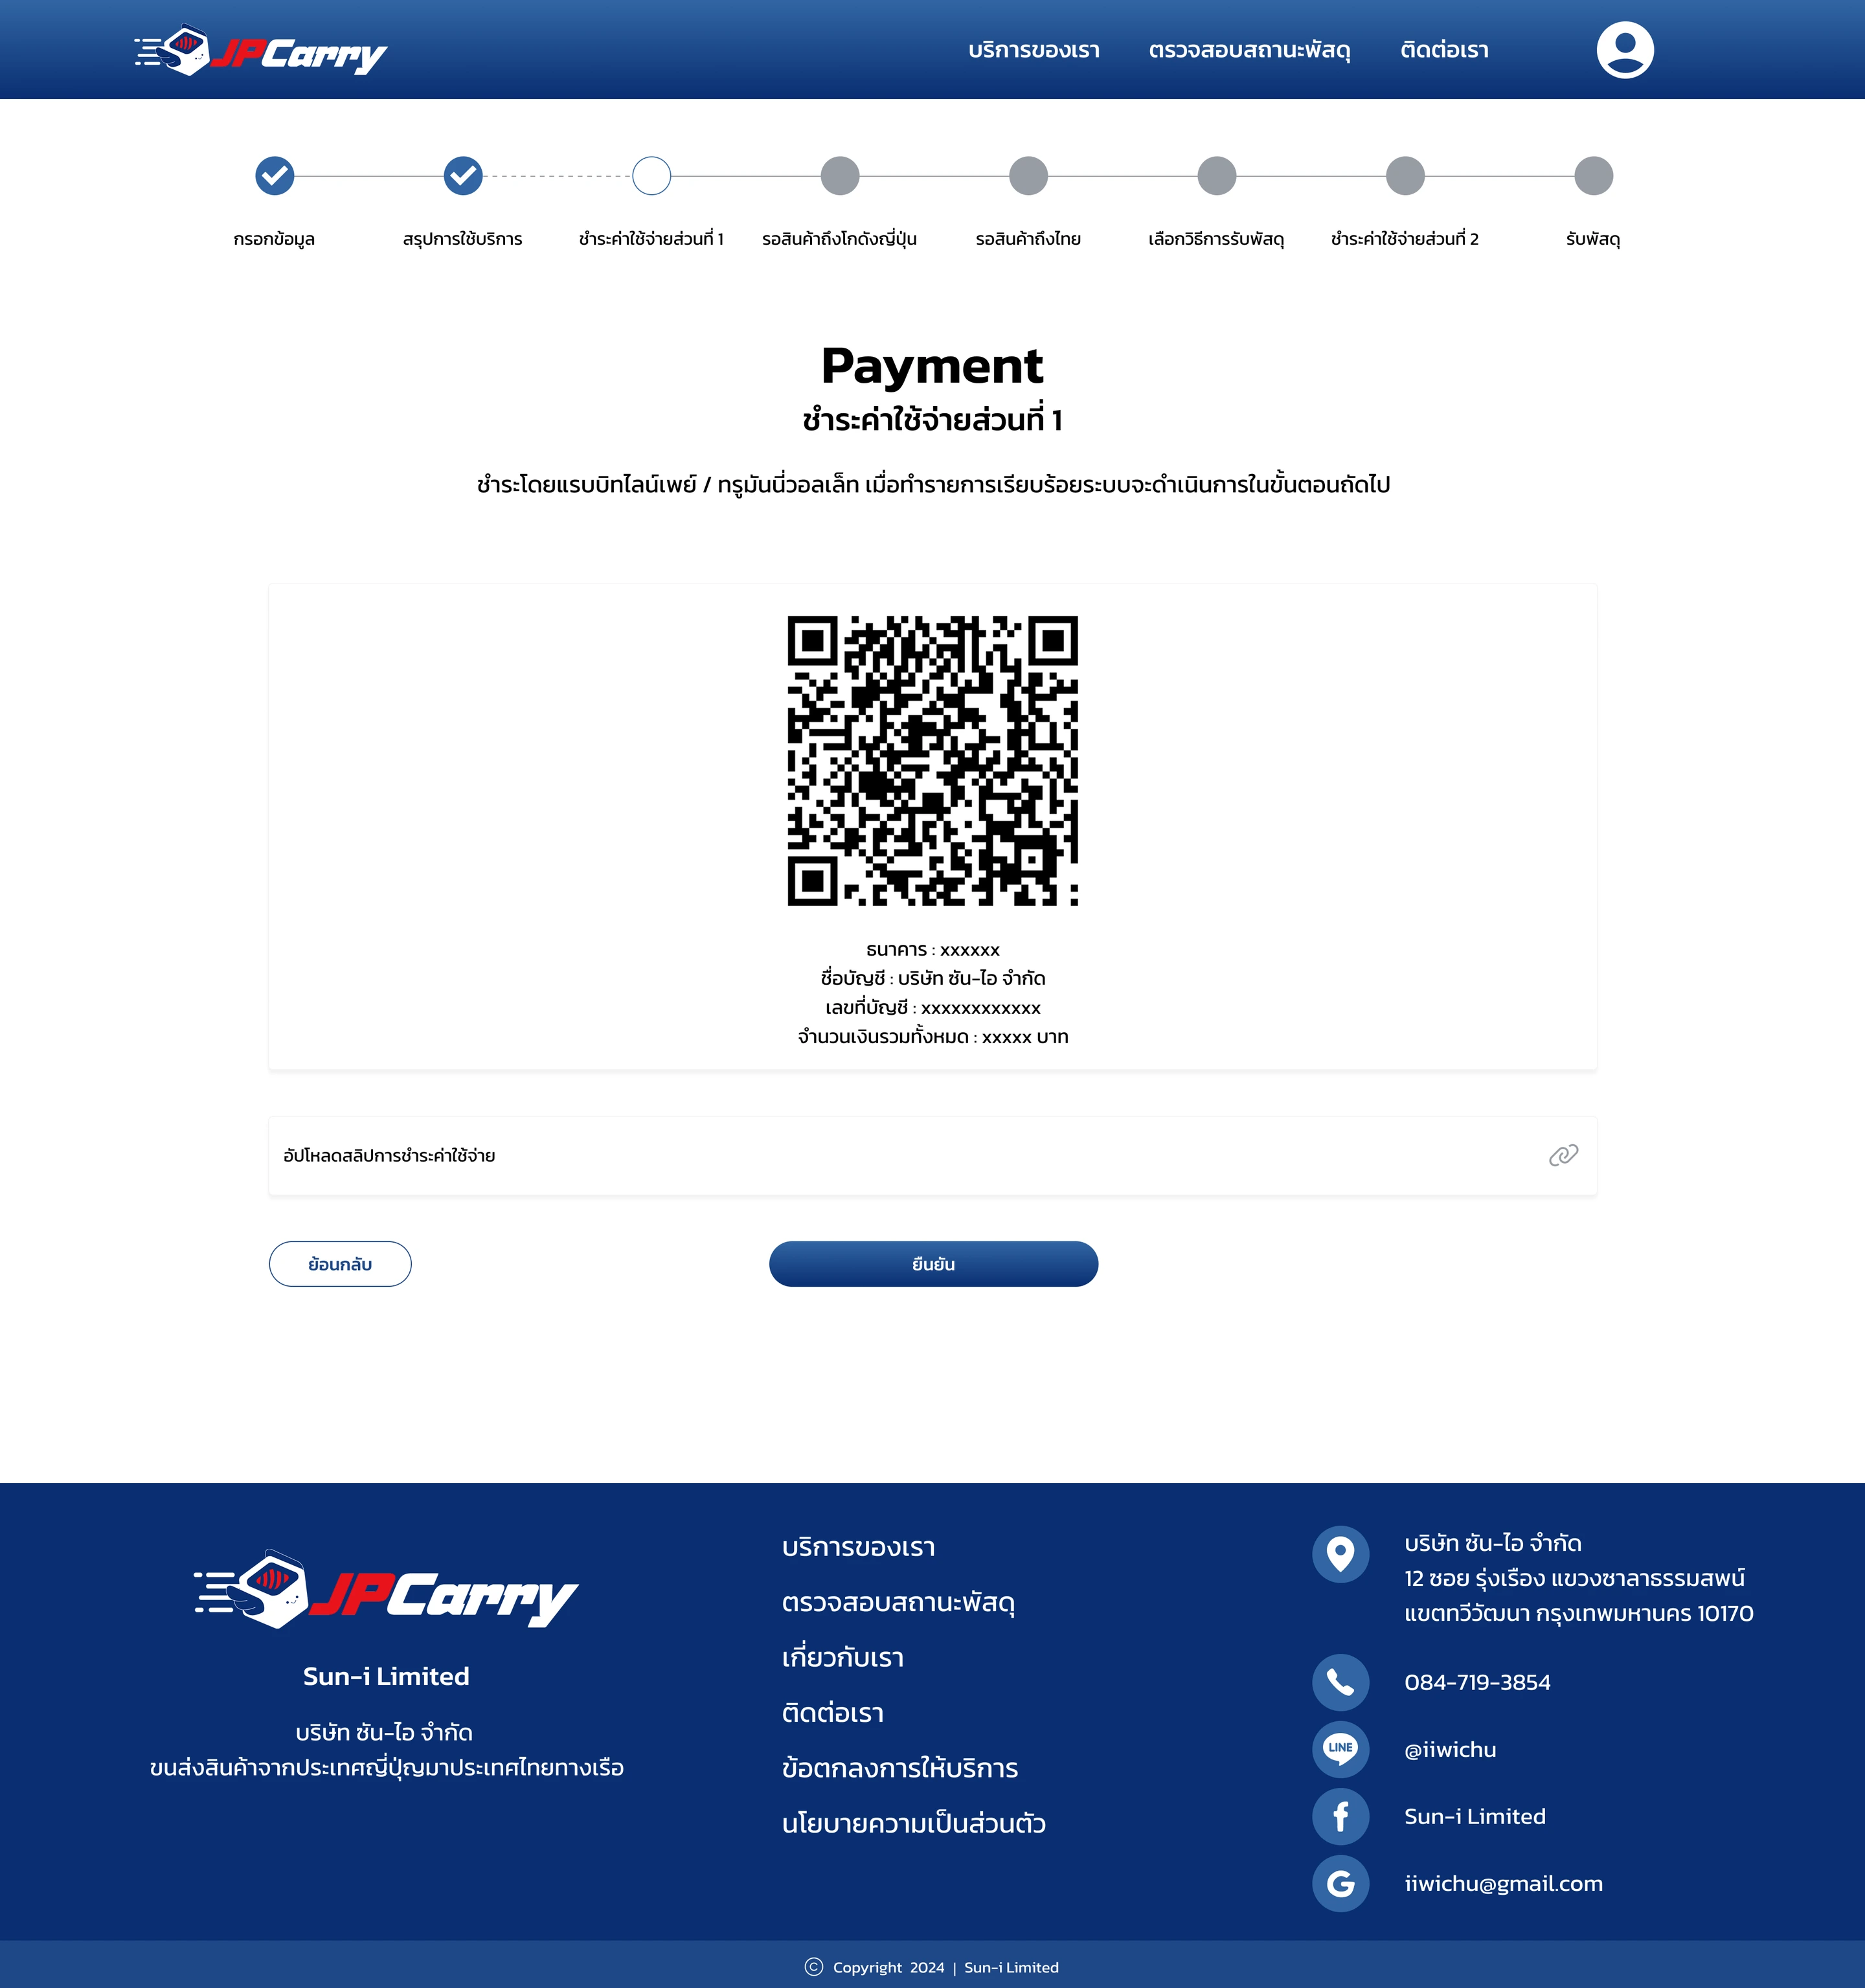 JPCarry
บริการของเรา ตรวจสอบสถานะพัสดุ ติดต่อเรา
กรอกข้อมูล สรุปการใช้บริการ ชำระค่าใช้จ่ายส่วนที่ 1 รอสินค้าถึงโกดังญี่ปุ่น รอสินค้าถึงไทย เลือกวิธีการรับพัสดุ ชำระค่าใช้จ่ายส่วนที่ 2 รับพัสดุ
Payment
ชำระค่าใช้จ่ายส่วนที่ 1
ชำระโดยแรบบิทไลน์เพย์ / ทรูมันนี่วอลเล็ท เมื่อทำรายการเรียบร้อยระบบจะดำเนินการในขั้นตอนถัดไป
ธนาคาร : xxxxxx
ชื่อบัญชี : บริษัท ซัน-ไอ จำกัด
เลขที่บัญชี : xxxxxxxxxxxx
จำนวนเงินรวมทั้งหมด : xxxxx บาท
อัปโหลดสลิปการชำระค่าใช้จ่าย
ย้อนกลับ
ยืนยัน
JPCarry
Sun-i Limited
บริษัท ซัน-ไอ จำกัด
ขนส่งสินค้าจากประเทศญี่ปุ่ญมาประเทศไทยทางเรือ
บริการของเรา
ตรวจสอบสถานะพัสดุ
เกี่ยวกับเรา
ติดต่อเรา
ข้อตกลงการให้บริการ
นโยบายความเป็นส่วนตัว
บริษัท ซัน-ไอ จำกัด
12 ซอย รุ่งเรือง แขวงซาลาธรรมสพน์
แขตทวีวัฒนา กรุงเทพมหานคร 10170
084-719-3854
LINE
@iiwichu
Sun-i Limited
iiwichu@gmail.com
© Copyright 2024 | Sun-i Limited